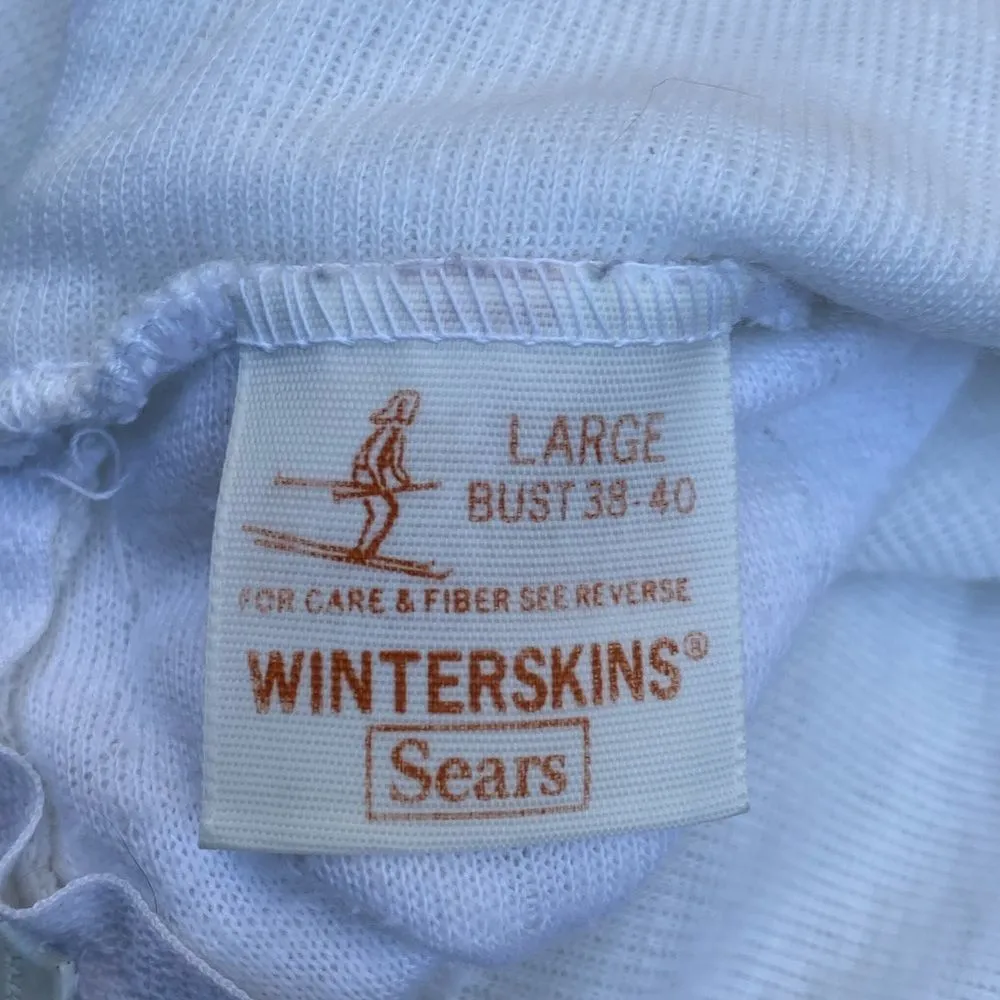 LARGE
BUST 38-40
FOR CARE & FIBER SEE REVERSE
WINTERSKINS®
Sears